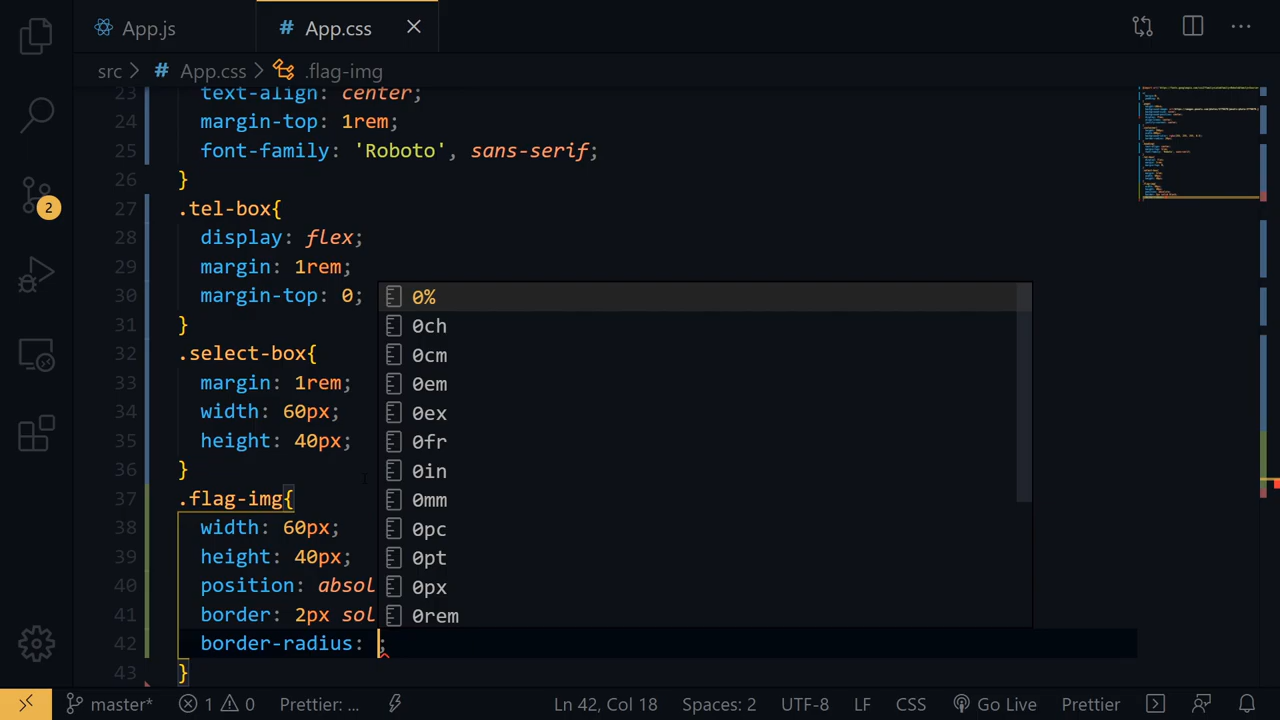 App.js
# App.css
src > # App.css > .flag-img
23 text-align: center;
24 margin-top: 1rem;
25 font-family: 'Roboto', sans-serif;
26 }
27 .tel-box{
28 display: flex;
29 margin: 1rem;
30 margin-top: 0;
31 }
32 .select-box{
33 margin: 1rem;
34 width: 60px;
35 height: 40px;
36 }
37 .flag-img{
38 width: 60px;
39 height: 40px;
40 position: absol
41 border: 2px sol
42 border-radius: ;
43 }
0%
0ch
0cm
0em
0ex
0fr
0in
0mm
0pc
0pt
0px
0rem
2
master* 1 0 Prettier: ... Ln 42, Col 18 Spaces: 2 UTF-8 LF CSS Go Live Prettier